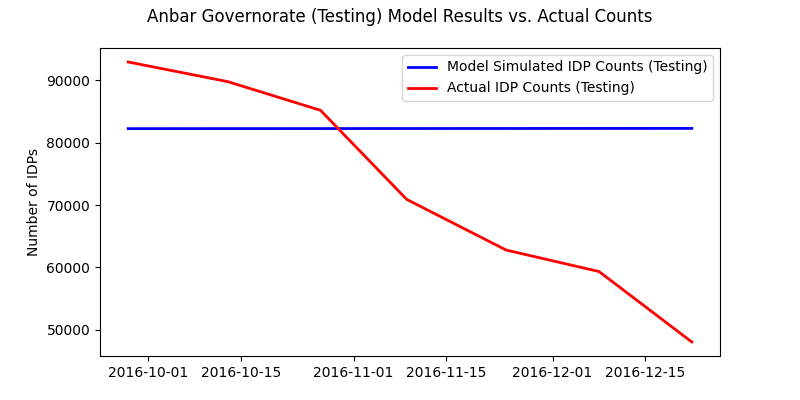 Anbar Governorate (Testing) Model Results vs. Actual Counts
Model Simulated IDP Counts (Testing)
Actual IDP Counts (Testing)
Number of IDPs
90000
80000
70000
60000
50000
2016-10-01 2016-10-15 2016-11-01 2016-11-15 2016-12-01 2016-12-15